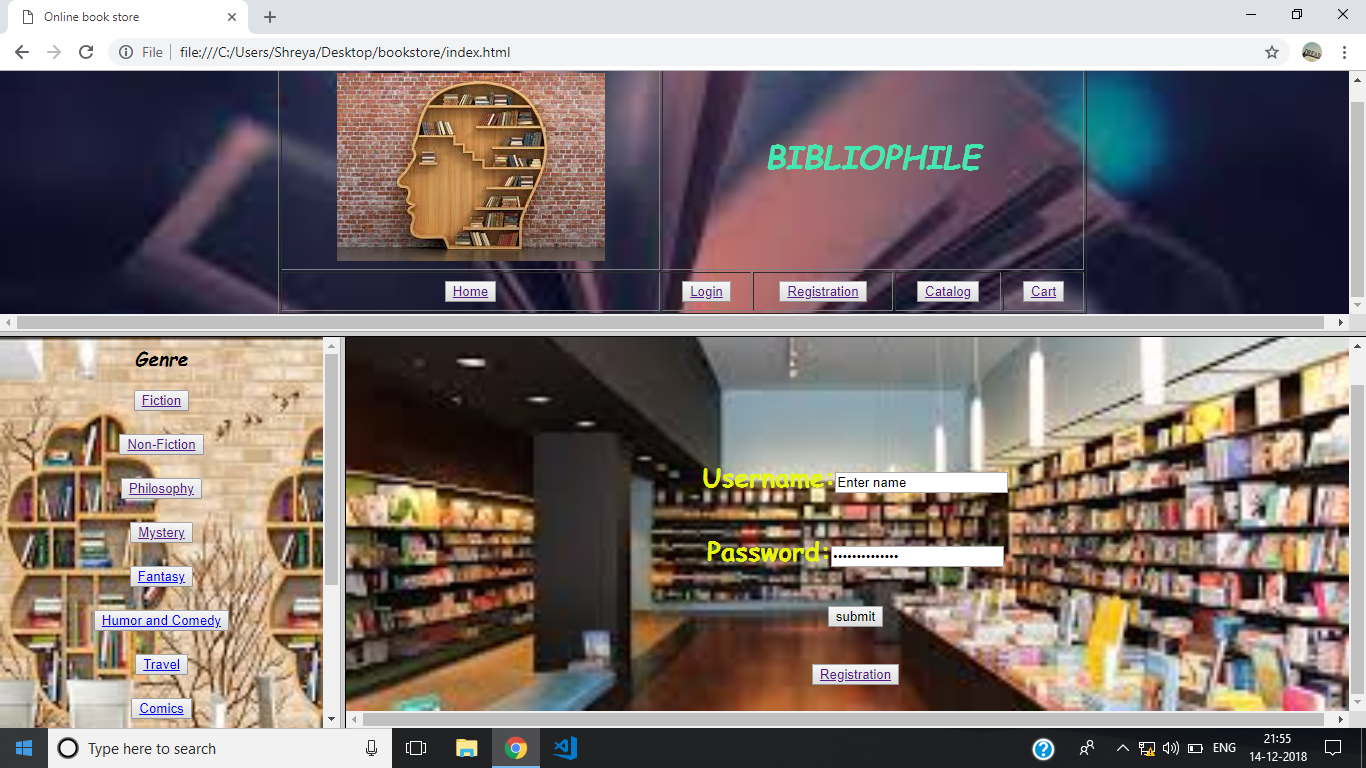 Online book store
File file:///C:/Users/Shreya/Desktop/bookstore/index.html
BIBLIOPHILE
Home Login Registration Catalog Cart
Genre
Fiction
Non-Fiction
Philosophy
Mystery
Fantasy
Humor and Comedy
Travel
Comics
Username: Enter name
Password: ••••••••••••••
submit
Registration
Type here to search
ENG
21:55
14-12-2018